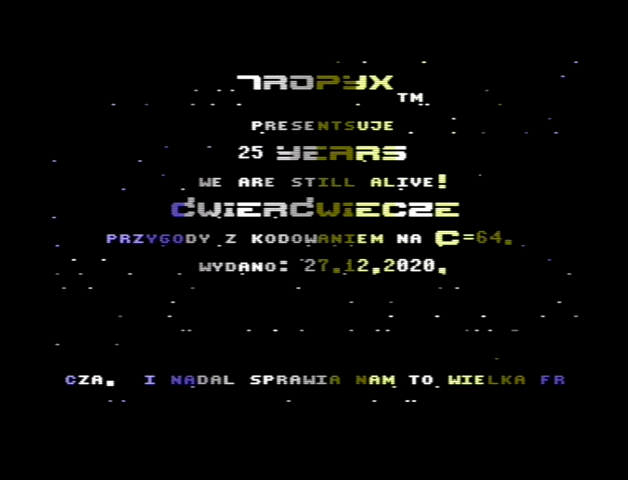 TROPYX
TM
PRESENTSUJE
25 YEARS
WE ARE STILL ALIVE!
ĆWIERĆWIECZE
PRZYGODY Z KODOWANIEM NA C=64.
WYDANO: 27.12,2020,
CZA. I NADAL SPRAWIA NAM TO WIELKA FR